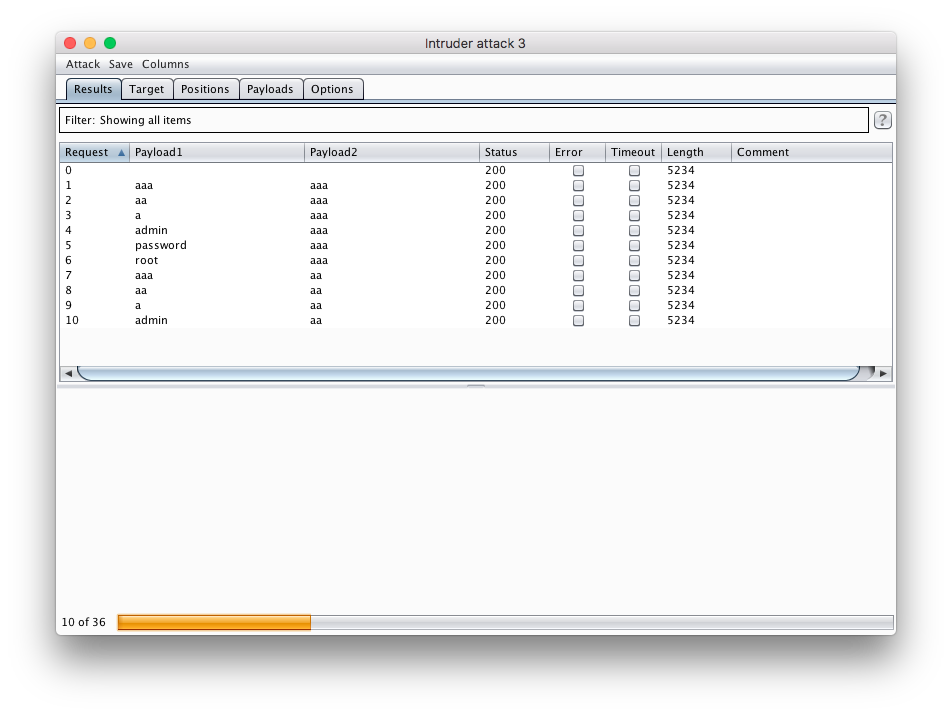 Intruder attack 3
Attack Save Columns
Results Target Positions Payloads Options
Filter: Showing all items
?
Request Payload1 Payload2 Status Error Timeout Length Comment
0 200 5234
1 aaa aaa 200 5234
2 aa aaa 200 5234
3 a aaa 200 5234
4 admin aaa 200 5234
5 password aaa 200 5234
6 root aaa 200 5234
7 aaa aa 200 5234
8 aa aa 200 5234
9 a aa 200 5234
10 admin aa 200 5234
10 of 36